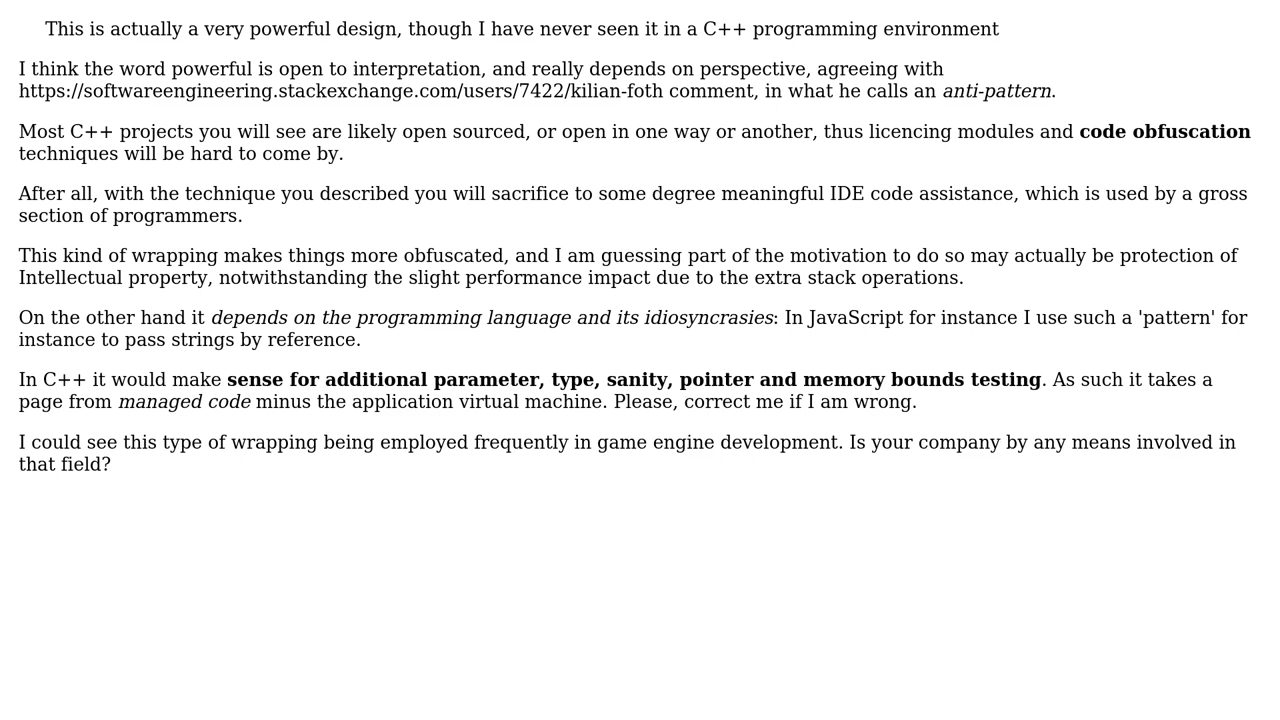 This is actually a very powerful design, though I have never seen it in a C++ programming environment
I think the word powerful is open to interpretation, and really depends on perspective, agreeing with
https://softwareengineering.stackexchange.com/users/7422/kilian-foth comment, in what he calls an anti-pattern.
Most C++ projects you will see are likely open sourced, or open in one way or another, thus licencing modules and code obfuscation
techniques will be hard to come by.
After all, with the technique you described you will sacrifice to some degree meaningful IDE code assistance, which is used by a gross
section of programmers.
This kind of wrapping makes things more obfuscated, and I am guessing part of the motivation to do so may actually be protection of
Intellectual property, notwithstanding the slight performance impact due to the extra stack operations.
On the other hand it depends on the programming language and its idiosyncrasies: In JavaScript for instance I use such a 'pattern' for
instance to pass strings by reference.
In C++ it would make sense for additional parameter, type, sanity, pointer and memory bounds testing. As such it takes a
page from managed code minus the application virtual machine. Please, correct me if I am wrong.
I could see this type of wrapping being employed frequently in game engine development. Is your company by any means involved in
that field?